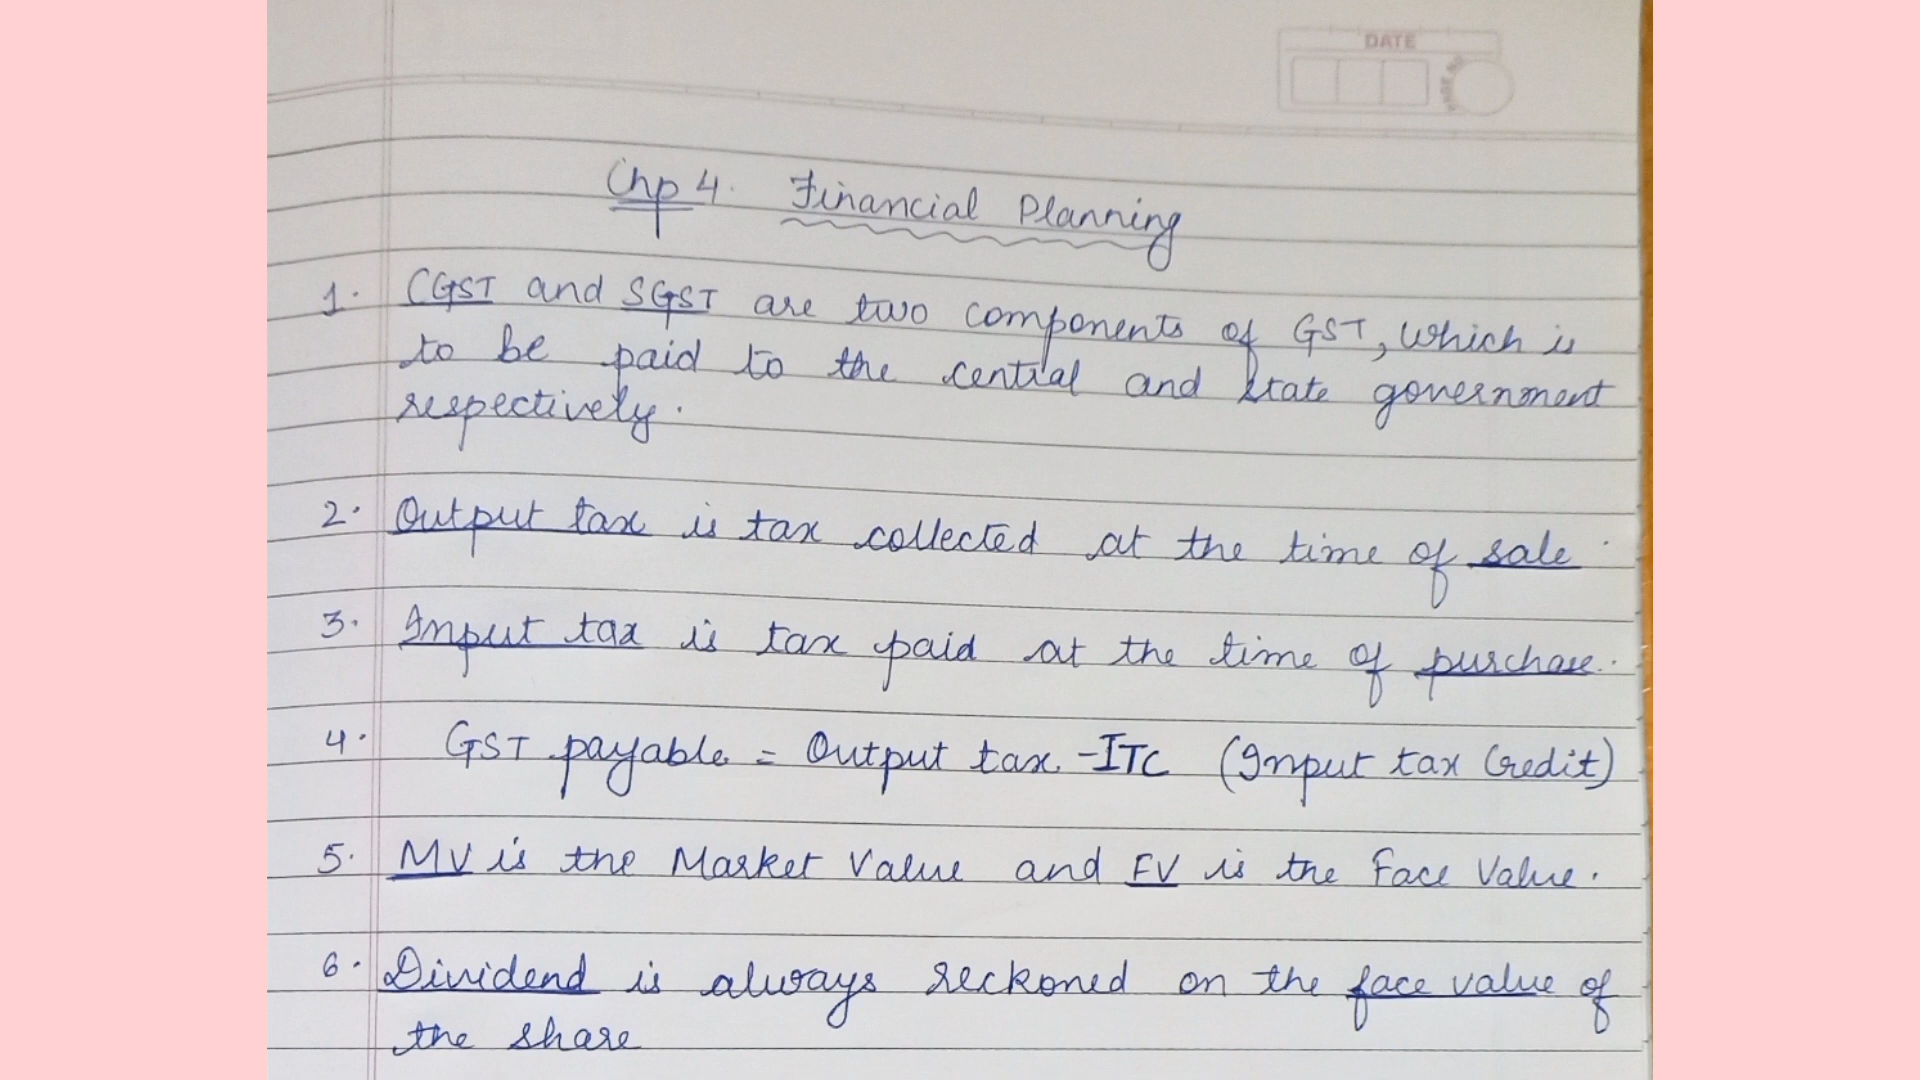 DATE
PAGE NO
Chp 4. Financial Planning
1. CGST and SGST are two components of GST, which is
to be paid to the central and state government
respectively.
2. Output tax is tax collected at the time of sale.
3. Input tax is tax paid at the time of purchase.
4. GST payable = Output tax - ITC (Input tax Credit)
5. MV is the Market Value and FV is the Face Value.
6. Dividend is always reckoned on the face value of
the share